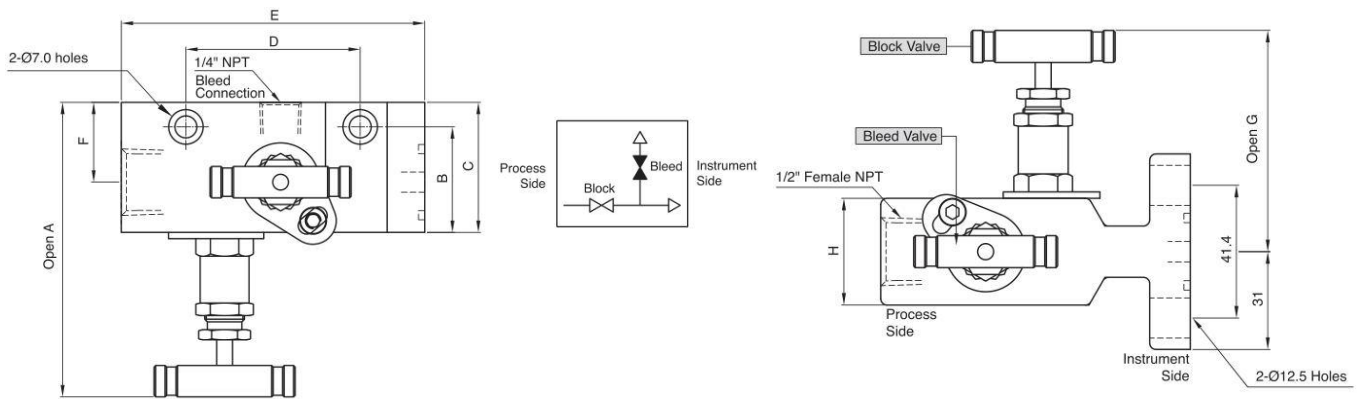 E
D
2-Ø7.0 holes
1/4" NPT
Bleed
Connection
F
B
C
Open A
Process
Side
Block
Bleed
Instrument
Side
Block Valve
Bleed Valve
1/2" Female NPT
Open G
H
41.4
31
Process
Side
Instrument
Side
2-Ø12.5 Holes